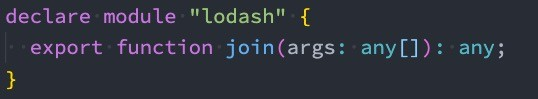 declare module "lodash" {
  export function join(args: any[]): any;
}